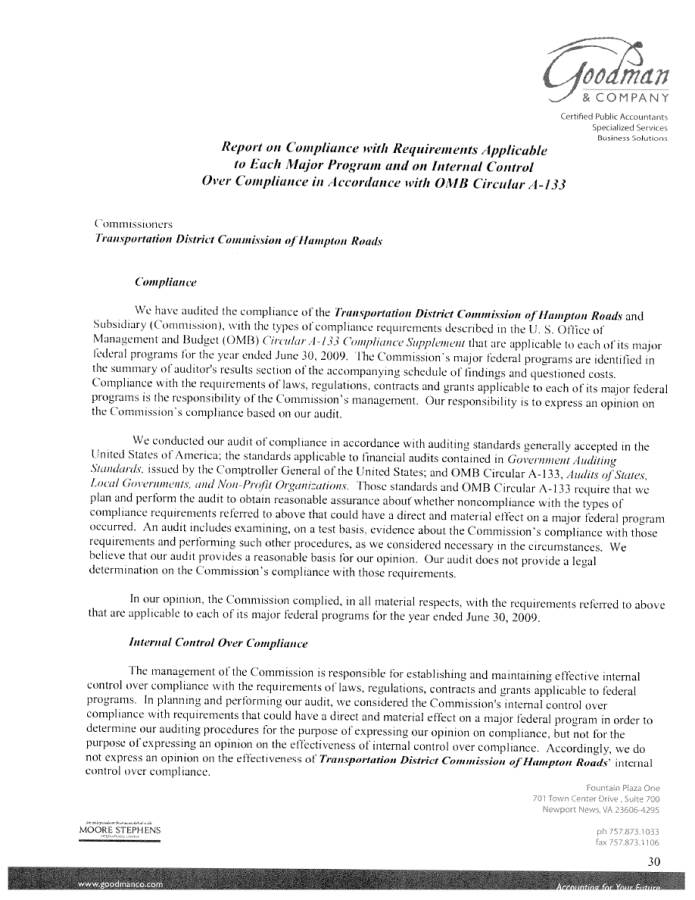 Goodman
& COMPANY
Certified Public Accountants
Specialized Services
Business Solutions
Report on Compliance with Requirements Applicable
to Each Major Program and on Internal Control
Over Compliance in Accordance with OMB Circular A-133
Commissioners
Transportation District Commission of Hampton Roads
Compliance
We have audited the compliance of the Transportation District Commission of Hampton Roads and
Subsidiary (Commission), with the types of compliance requirements described in the U. S. Office of
Management and Budget (OMB) Circular A-133 Compliance Supplement that are applicable to each of its major
federal programs for the year ended June 30, 2009. The Commission's major federal programs are identified in
the summary of auditor's results section of the accompanying schedule of findings and questioned costs.
Compliance with the requirements of laws, regulations, contracts and grants applicable to each of its major federal
programs is the responsibility of the Commission's management. Our responsibility is to express an opinion on
the Commission's compliance based on our audit.
We conducted our audit of compliance in accordance with auditing standards generally accepted in the
United States of America; the standards applicable to financial audits contained in Government Auditing
Standards, issued by the Comptroller General of the United States; and OMB Circular A-133, Audits of States,
Local Governments, and Non-Profit Organizations. Those standards and OMB Circular A-133 require that we
plan and perform the audit to obtain reasonable assurance about whether noncompliance with the types of
compliance requirements referred to above that could have a direct and material effect on a major federal program
occurred. An audit includes examining, on a test basis, evidence about the Commission's compliance with those
requirements and performing such other procedures, as we considered necessary in the circumstances. We
believe that our audit provides a reasonable basis for our opinion. Our audit does not provide a legal
determination on the Commission's compliance with those requirements.
In our opinion, the Commission complied, in all material respects, with the requirements referred to above
that are applicable to each of its major federal programs for the year ended June 30, 2009.
Internal Control Over Compliance
The management of the Commission is responsible for establishing and maintaining effective internal
control over compliance with the requirements of laws, regulations, contracts and grants applicable to federal
programs. In planning and performing our audit, we considered the Commission's internal control over
compliance with requirements that could have a direct and material effect on a major federal program in order to
determine our auditing procedures for the purpose of expressing our opinion on compliance, but not for the
purpose of expressing an opinion on the effectiveness of internal control over compliance. Accordingly, we do
not express an opinion on the effectiveness of Transportation District Commission of Hampton Roads' internal
control over compliance.
Fountain Plaza One
701 Town Center Drive , Suite 700
Newport News, VA 23606-4295
MOORE STEPHENS
ph 757.873.1033
fax 757.873.1106
30
www.goodmanco.com
Accounting for Your Future